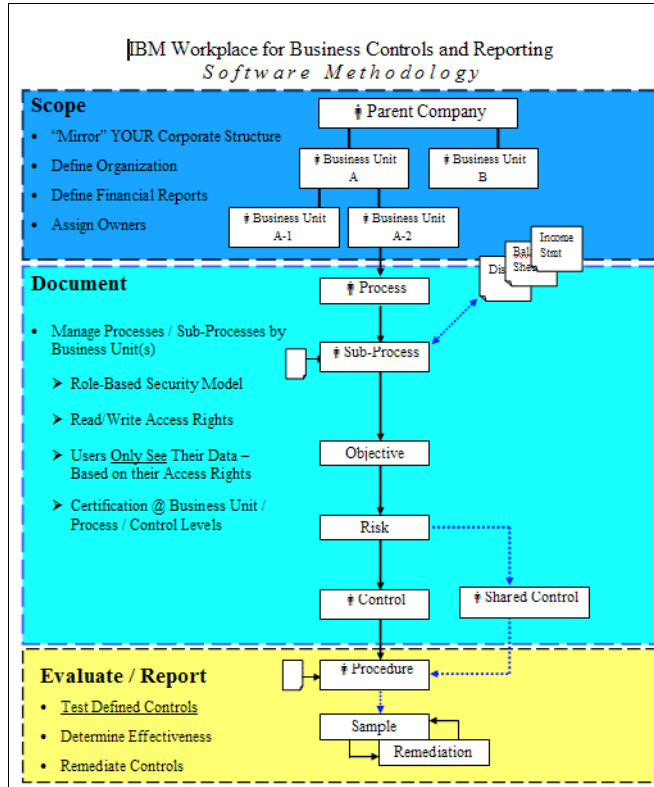 IBM Workplace for Business Controls and Reporting
Software Methodology
Scope
• “Mirror” YOUR Corporate Structure
• Define Organization
• Define Financial Reports
• Assign Owners
Parent Company
Business Unit
A
Business Unit
B
Business Unit
A-1
Business Unit
A-2
Income
Stmt
Bala
Shee
Dis
Document
• Manage Processes / Sub-Processes by
Business Unit(s)
➤ Role-Based Security Model
➤ Read/Write Access Rights
➤ Users Only See Their Data –
Based on their Access Rights
➤ Certification @ Business Unit /
Process / Control Levels
Process
Sub-Process
Objective
Risk
Control
Shared Control
Evaluate / Report
• Test Defined Controls
• Determine Effectiveness
• Remediate Controls
Procedure
Sample
Remediation